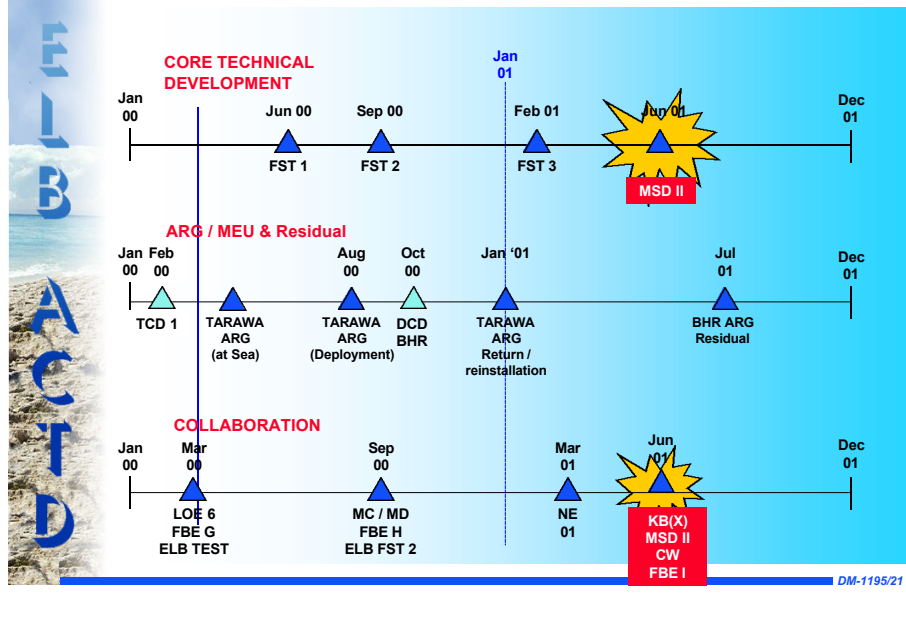 ELB ACTD
CORE TECHNICAL
DEVELOPMENT
Jan
01
Jan
00
Jun 00
Sep 00
Feb 01
Jun 01
Dec
01
FST 1
FST 2
FST 3
MSD II
ARG / MEU & Residual
Jan
00
Feb
00
Aug
00
Oct
00
Jan ‘01
Jul
01
Dec
01
TCD 1
TARAWA
ARG
(at Sea)
TARAWA
ARG
(Deployment)
DCD
BHR
TARAWA
ARG
Return /
reinstallation
BHR ARG
Residual
COLLABORATION
Jan
00
Mar
00
Sep
00
Mar
01
Jun
01
Dec
01
LOE 6
FBE G
ELB TEST
MC / MD
FBE H
ELB FST 2
NE
01
KB(X)
MSD II
CW
FBE I
DM-1195/21